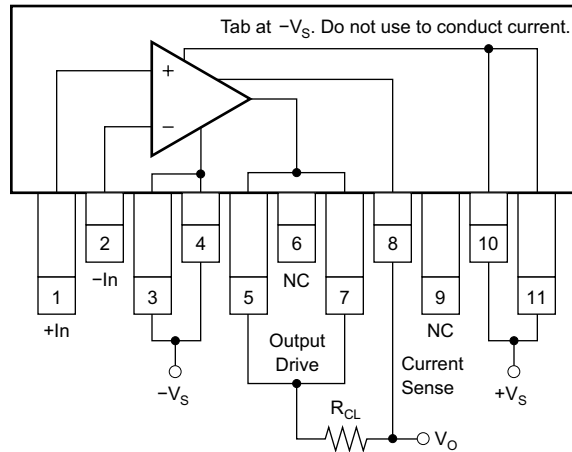 Tab at −VS. Do not use to conduct current.
+
−
2
4
6
8
10
−In
NC
1
3
5
7
9
11
+In
NC
Output
Drive
Current
Sense
−VS
+VS
RCL
VO